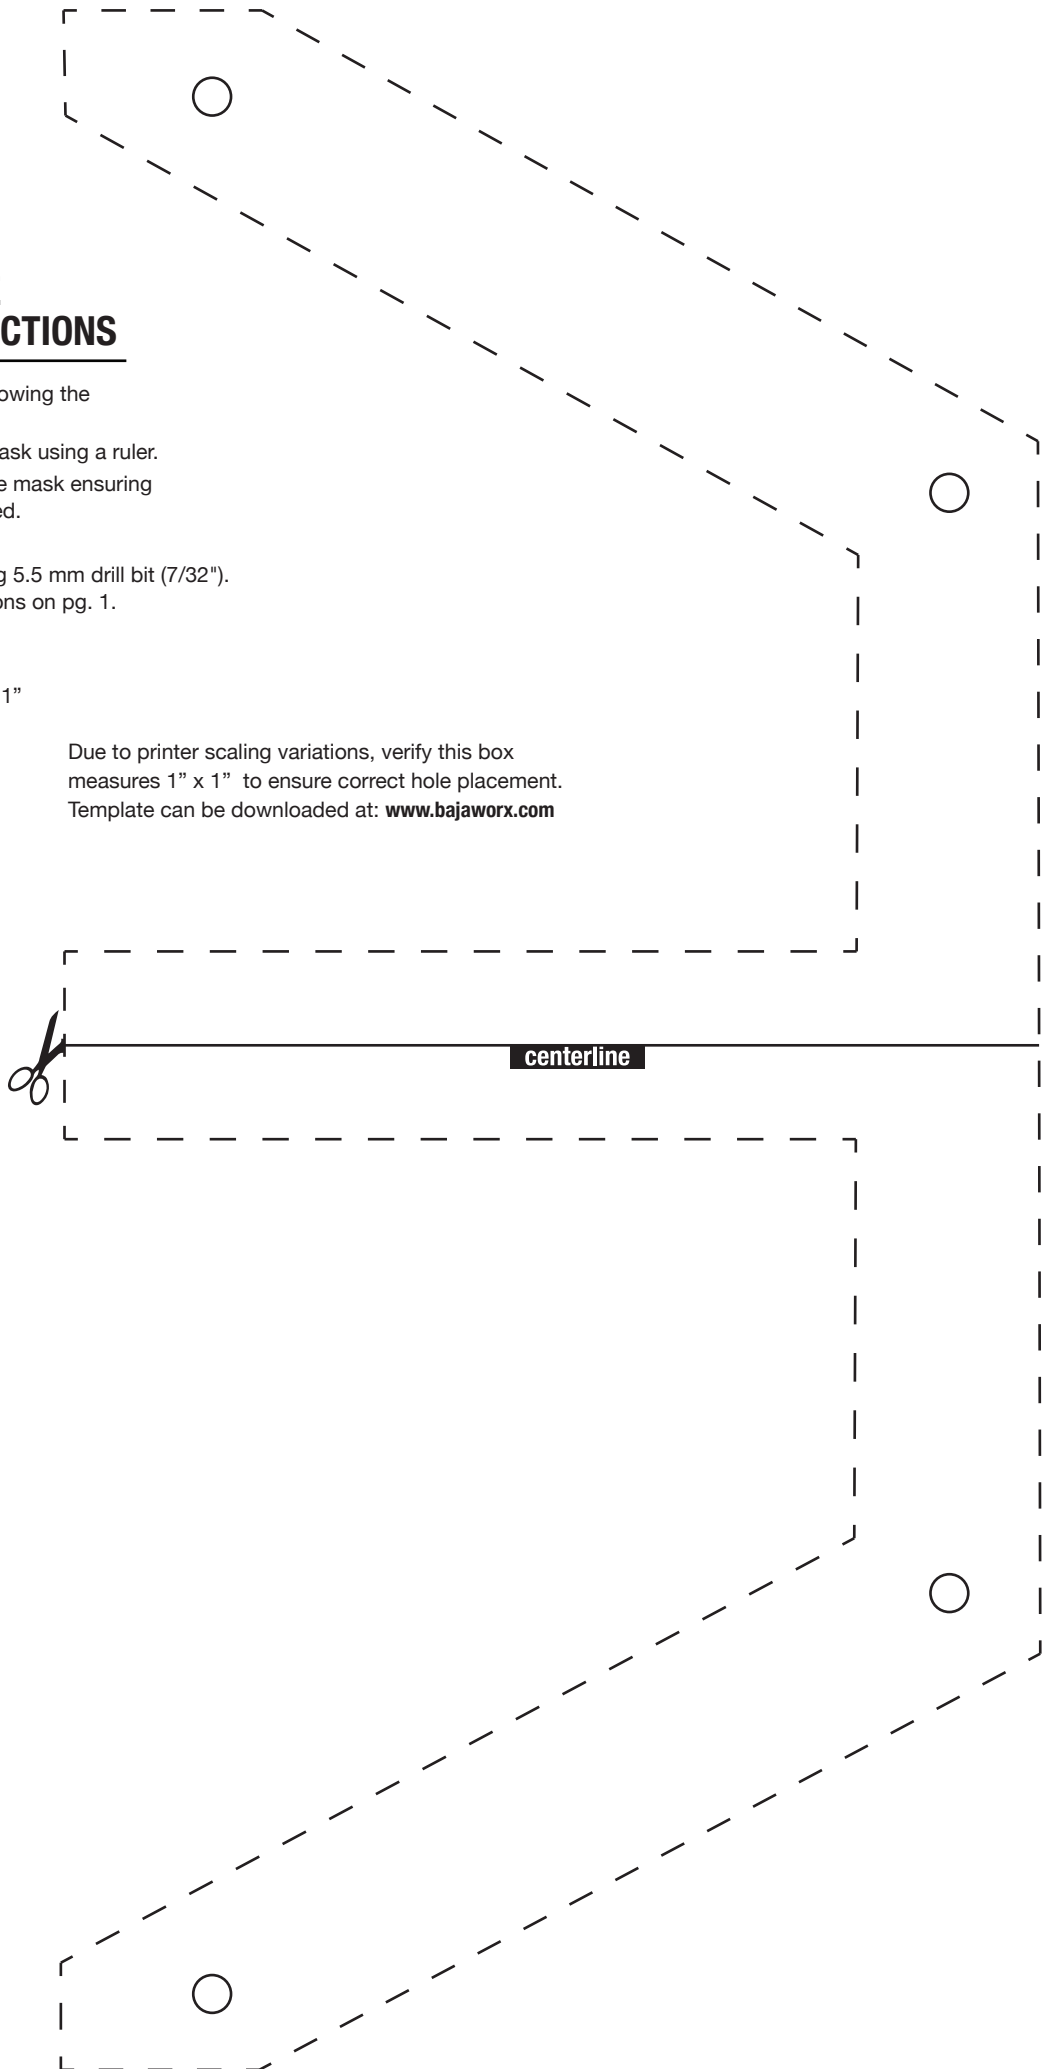 CTIONS
owing the
ask using a ruler.
e mask ensuring
ed.
g 5.5 mm drill bit (7/32").
ons on pg. 1.
1”
Due to printer scaling variations, verify this box
measures 1” x 1” to ensure correct hole placement.
Template can be downloaded at: www.bajaworx.com
centerline